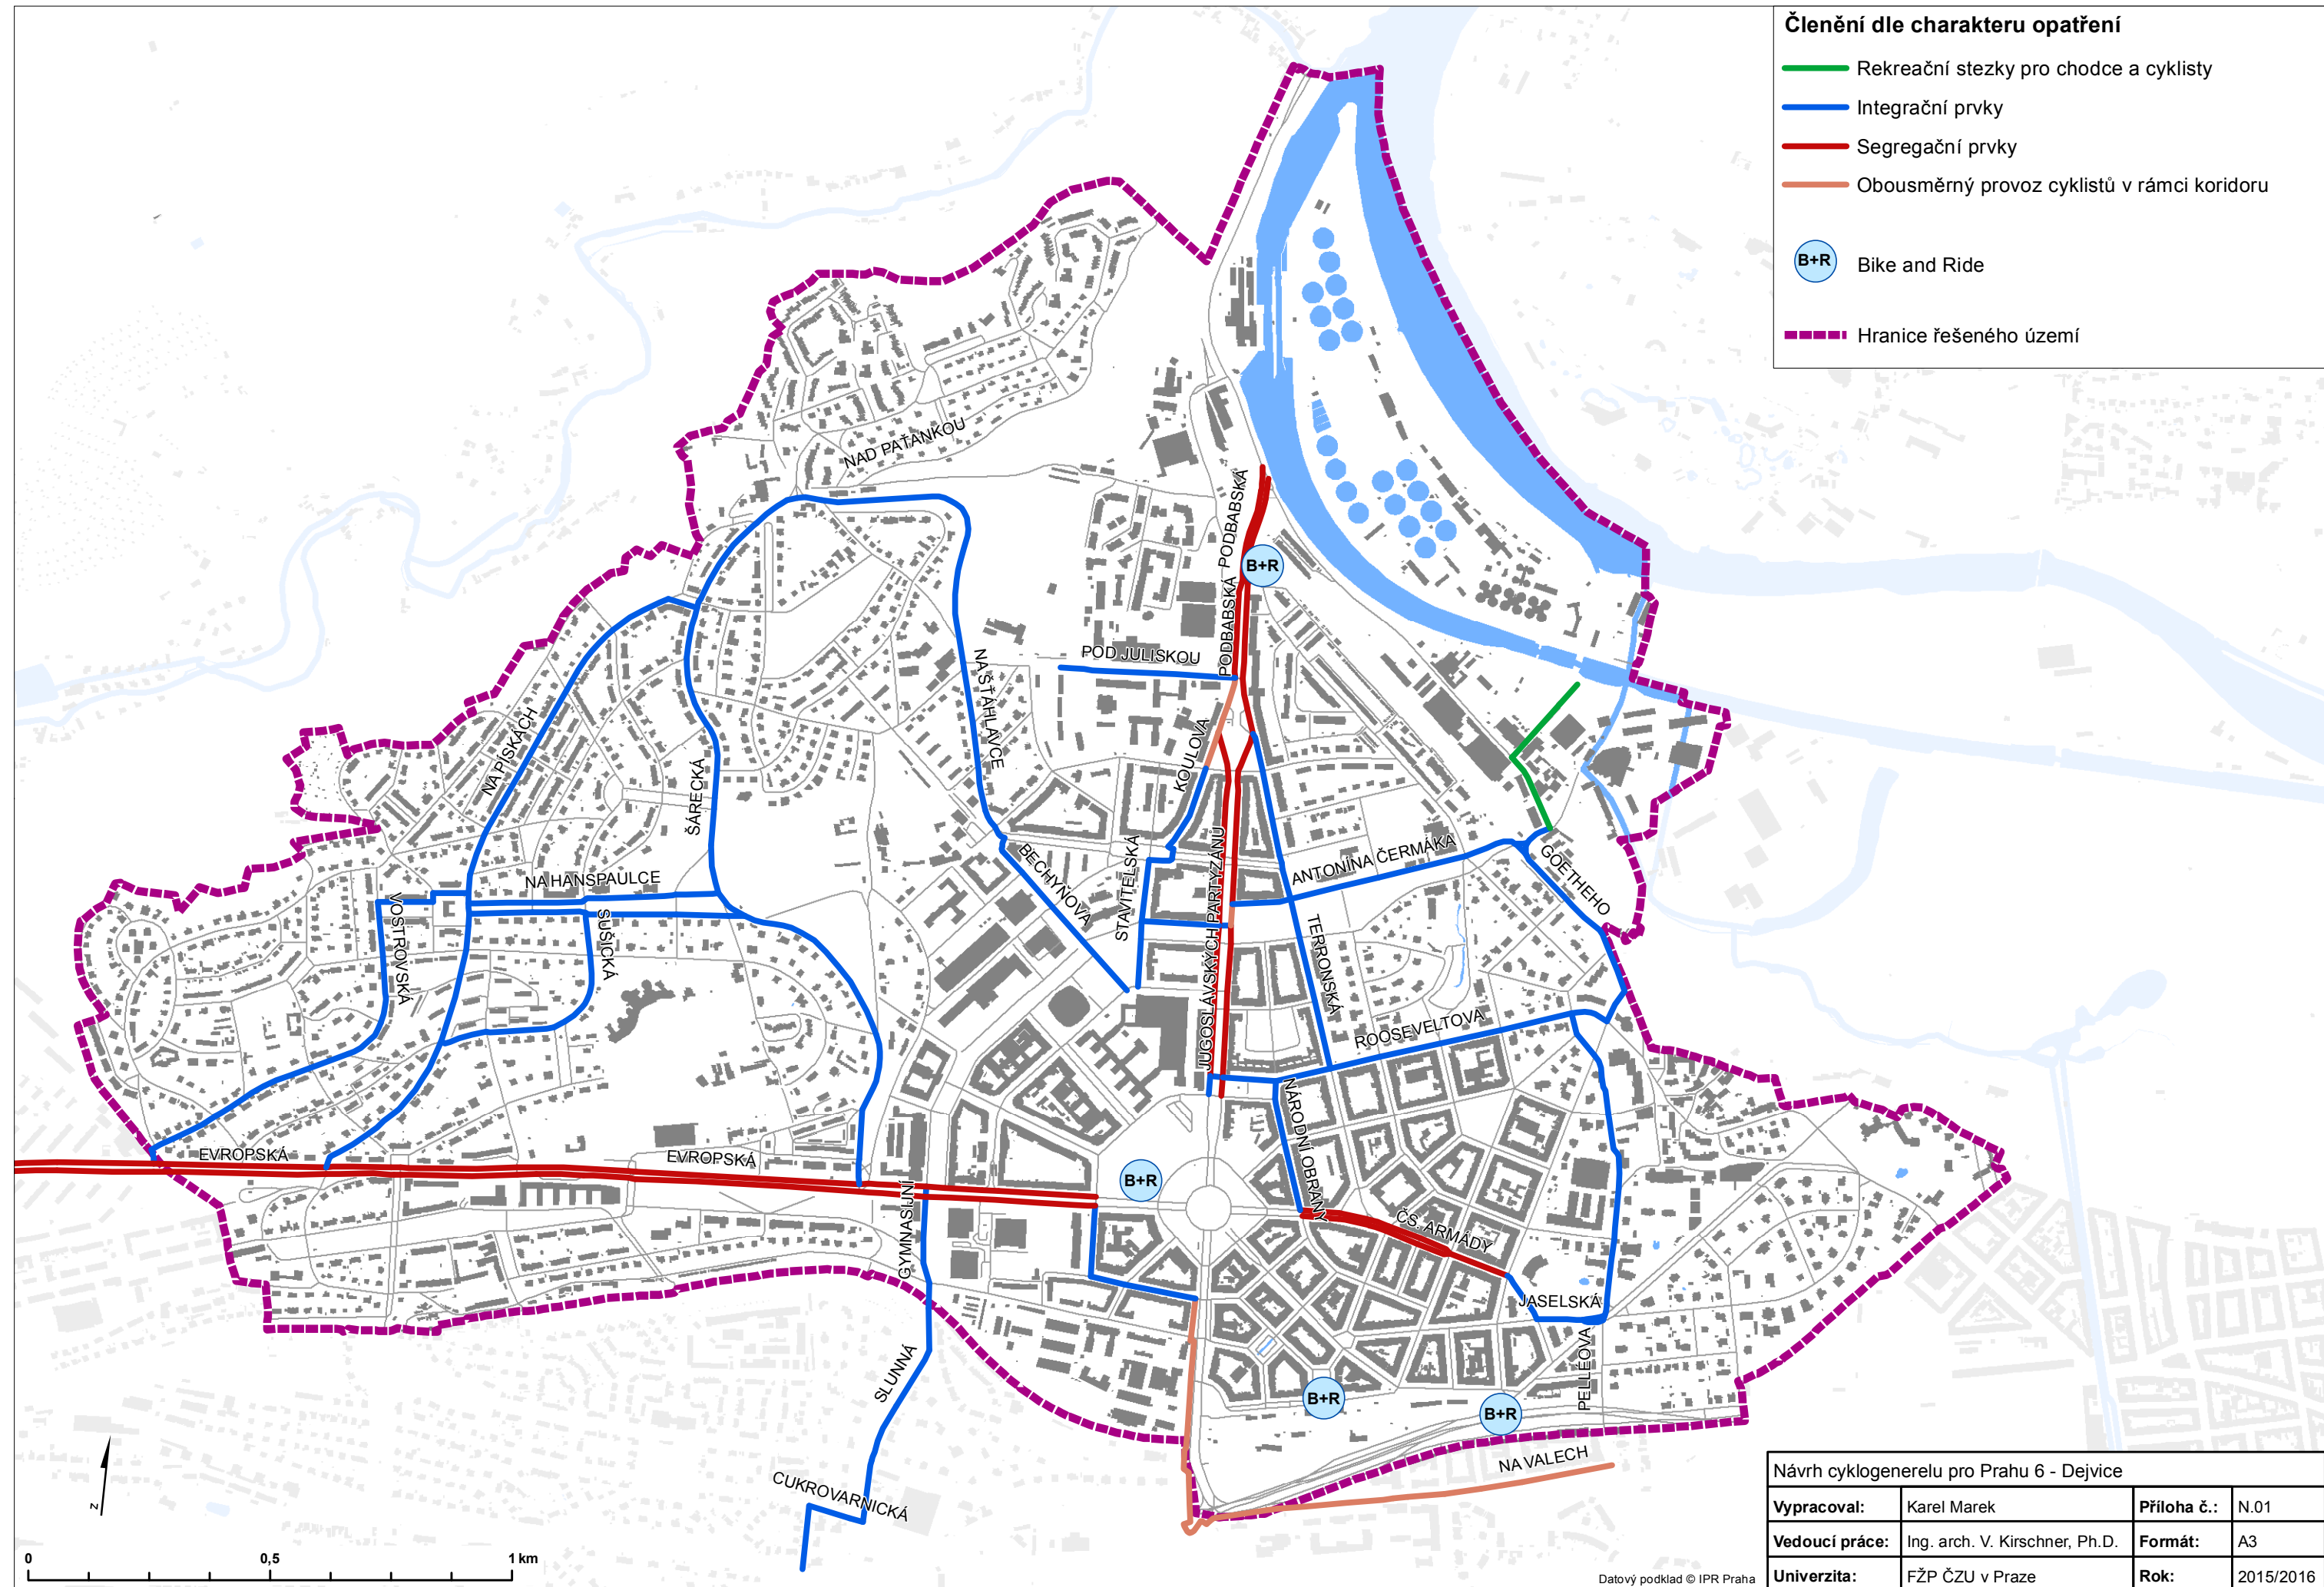 Členění dle charakteru opatření
Rekreační stezky pro chodce a cyklisty
Integrační prvky
Segregační prvky
Obousměrný provoz cyklistů v rámci koridoru
B+R Bike and Ride
Hranice řešeného území
NAD PAŤANKOU
PODBABSKÁ
B+R
PODBABSKÁ
POD JULISKOU
NA ŠŤÁHLAVCE
NA PÍSKÁCH
KOULOVA
ŠÁRECKÁ
ANTONÍNA ČERMÁKA
GOETHEHO
BECHYŇOVA
STAVITELSKÁ
NA HANSPAULCE
VOSTROVSKÁ
SUŠICKÁ
JUGOSLÁVSKÝCH PARTYZÁNŮ
TERRONSKÁ
ROOSEVELTOVA
NÁRODNÍ OBRANY
EVROPSKÁ
EVROPSKÁ
B+R
GYMNASIJNÍ
ČS. ARMÁDY
JASELSKÁ
PELLÉOVA
SLUNNÁ
B+R
B+R
NA VALECH
CUKROVARNICKÁ
z
0 0,5 1 km
Datový podklad © IPR Praha
Návrh cyklogenerelu pro Prahu 6 - Dejvice
Vypracoval: Karel Marek Příloha č.: N.01
Vedoucí práce: Ing. arch. V. Kirschner, Ph.D. Formát: A3
Univerzita: FŽP ČZU v Praze Rok: 2015/2016